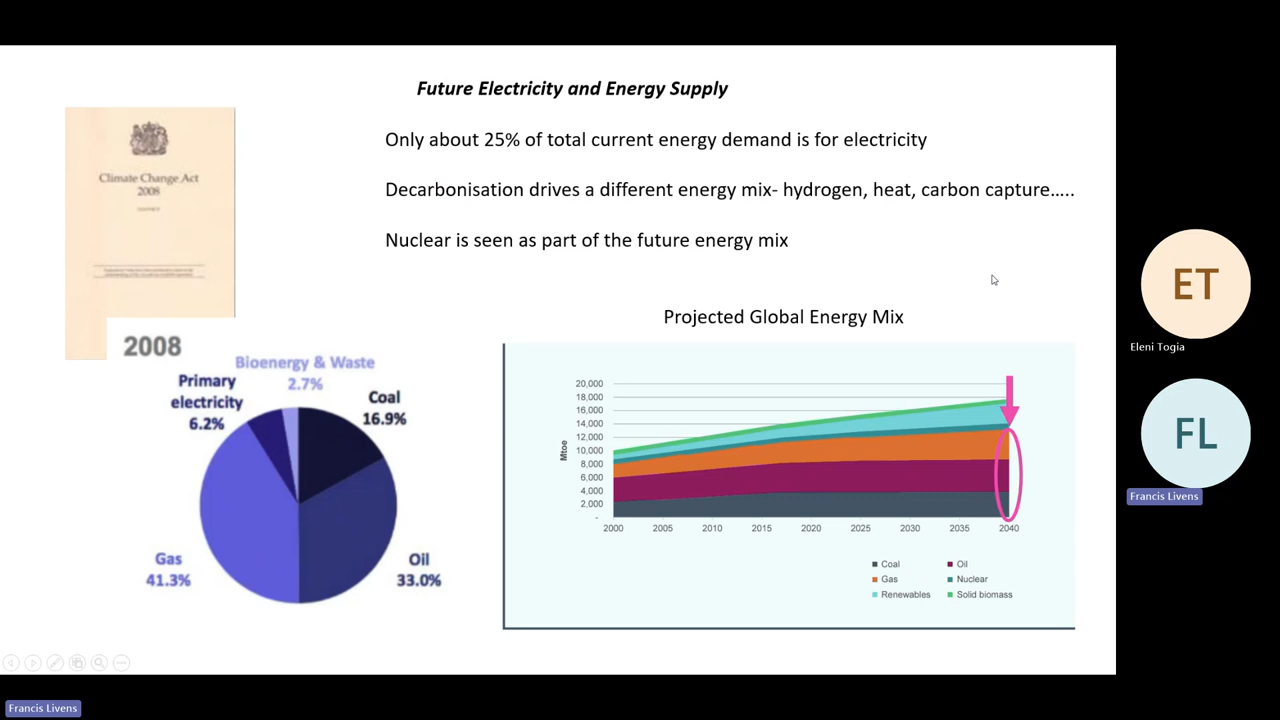 Future Electricity and Energy Supply
Climate Change Act
2008
Only about 25% of total current energy demand is for electricity
Decarbonisation drives a different energy mix- hydrogen, heat, carbon capture…..
Nuclear is seen as part of the future energy mix
2008
Bioenergy & Waste
2.7%
Primary
electricity
6.2%
Coal
16.9%
Gas
41.3%
Oil
33.0%
Projected Global Energy Mix
Mtoe
20,000
18,000
16,000
14,000
12,000
10,000
8,000
6,000
4,000
2,000
-
2000 2005 2010 2015 2020 2025 2030 2035 2040
Coal Oil
Gas Nuclear
Renewables Solid biomass
ET
Eleni Togia
FL
Francis Livens
Francis Livens